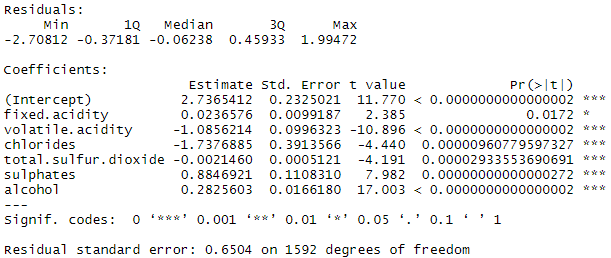 Residuals:
     Min       1Q   Median       3Q      Max
-2.70812 -0.37181 -0.06238  0.45933  1.99472
Coefficients:
                       Estimate Std. Error t value             Pr(>|t|)
(Intercept)           2.7365412  0.2325021  11.770 < 0.0000000000000002 ***
fixed.acidity         0.0236576  0.0099187   2.385               0.0172 *
volatile.acidity     -1.0856214  0.0996323 -10.896 < 0.0000000000000002 ***
chlorides            -1.7376885  0.3913566  -4.440    0.00000960779597327 ***
total.sulfur.dioxide -0.0021460  0.0005121  -4.191    0.00002933553690691 ***
sulphates             0.8846921  0.1108310   7.982    0.00000000000000272 ***
alcohol               0.2825603  0.0166180  17.003 < 0.0000000000000002 ***
---
Signif. codes:  0 ‘***’ 0.001 ‘**’ 0.01 ‘*’ 0.05 ‘.’ 0.1 ‘ ’ 1
Residual standard error: 0.6504 on 1592 degrees of freedom